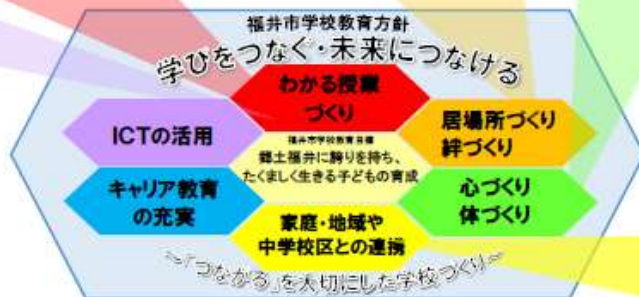 福井市学校教育方針
学びをつなぐ・未来につなげる
わかる授業
づくり
ICTの活用
居場所づくり
絆づくり
福井市学校教育目標
郷土福井に誇りを持ち、
たくましく生きる子どもの育成
キャリア教育
の充実
心づくり
体づくり
家庭・地域や
中学校区との連携
～「つながる」を大切にした学校づくり～